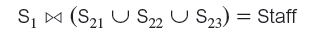 S₁ ⋈ (S₂₁ ∪ S₂₂ ∪ S₂₃) = Staff